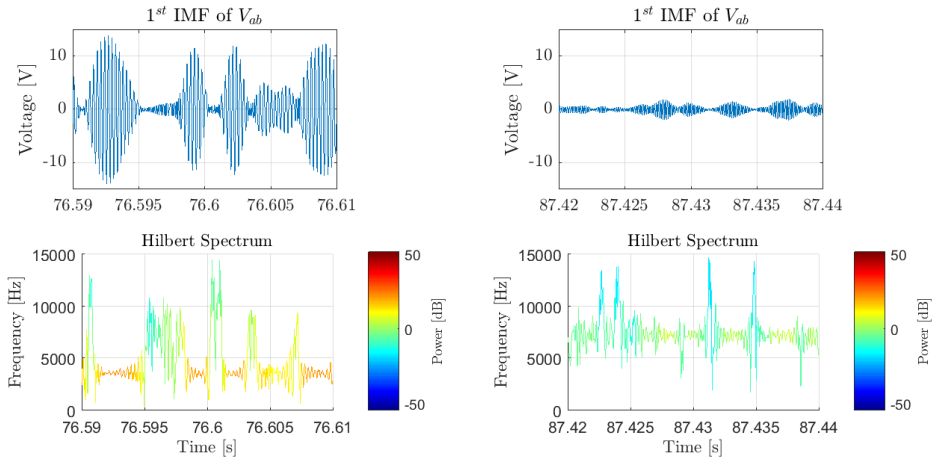 1st IMF of Vab
10
0
-10
Voltage [V]
76.59 76.595 76.6 76.605 76.61
1st IMF of Vab
10
0
-10
Voltage [V]
87.42 87.425 87.43 87.435 87.44
Hilbert Spectrum
15000
10000
5000
0
Frequency [Hz]
76.59 76.595 76.6 76.605 76.61
Time [s]
50
0
-50
Power [dB]
Hilbert Spectrum
15000
10000
5000
0
Frequency [Hz]
87.42 87.425 87.43 87.435 87.44
Time [s]
50
0
-50
Power [dB]